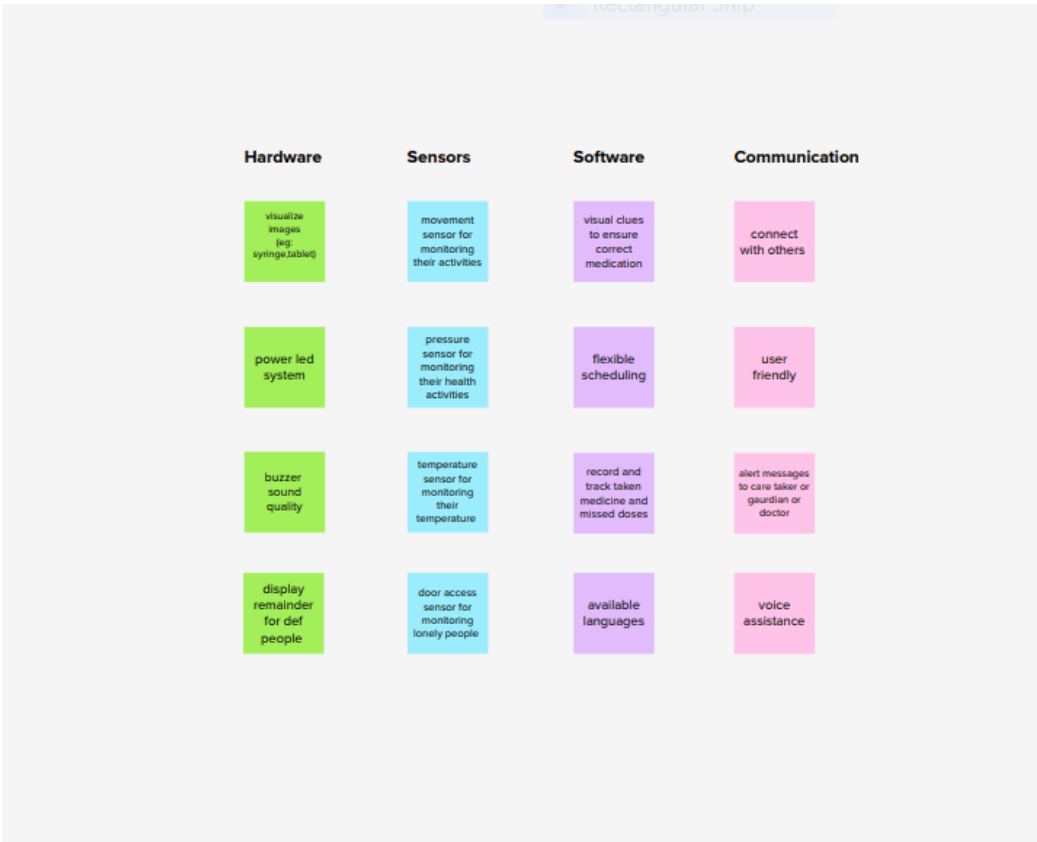 Rectangular Snip
Hardware
Sensors
Software
Communication
visualize
images
(eg:
syringe,tablet)
movement
sensor for
monitoring
their activities
visual clues
to ensure
correct
medication
connect
with others
power led
system
pressure
sensor for
monitoring
their health
activities
flexible
scheduling
user
friendly
buzzer
sound
quality
temperature
sensor for
monitoring
their
temperature
record and
track taken
medicine and
missed doses
alert messages
to care taker or
gaurdian or
doctor
display
remainder
for def
people
door access
sensor for
monitoring
lonely people
available
languages
voice
assistance